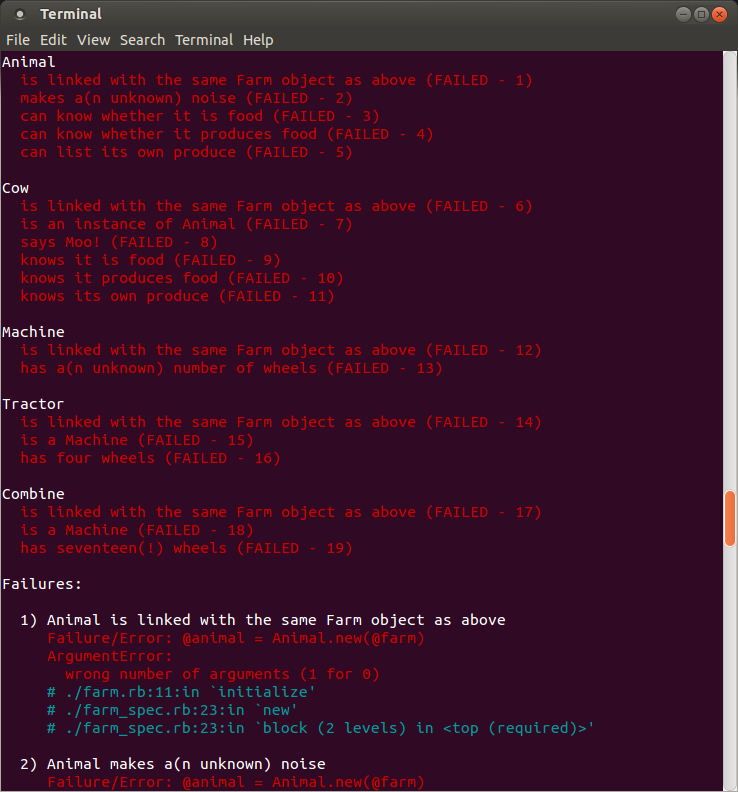 Terminal
File Edit View Search Terminal Help
Animal
  is linked with the same Farm object as above (FAILED - 1)
  makes a(n unknown) noise (FAILED - 2)
  can know whether it is food (FAILED - 3)
  can know whether it produces food (FAILED - 4)
  can list its own produce (FAILED - 5)

Cow
  is linked with the same Farm object as above (FAILED - 6)
  is an instance of Animal (FAILED - 7)
  says Moo! (FAILED - 8)
  knows it is food (FAILED - 9)
  knows it produces food (FAILED - 10)
  knows its own produce (FAILED - 11)

Machine
  is linked with the same Farm object as above (FAILED - 12)
  has a(n unknown) number of wheels (FAILED - 13)

Tractor
  is linked with the same Farm object as above (FAILED - 14)
  is a Machine (FAILED - 15)
  has four wheels (FAILED - 16)

Combine
  is linked with the same Farm object as above (FAILED - 17)
  is a Machine (FAILED - 18)
  has seventeen(!) wheels (FAILED - 19)

Failures:

  1) Animal is linked with the same Farm object as above
     Failure/Error: @animal = Animal.new(@farm)
     ArgumentError:
       wrong number of arguments (1 for 0)
     # ./farm.rb:11:in `initialize'
     # ./farm_spec.rb:23:in `new'
     # ./farm_spec.rb:23:in `block (2 levels) in <top (required)>'

  2) Animal makes a(n unknown) noise
     Failure/Error: @animal = Animal.new(@farm)